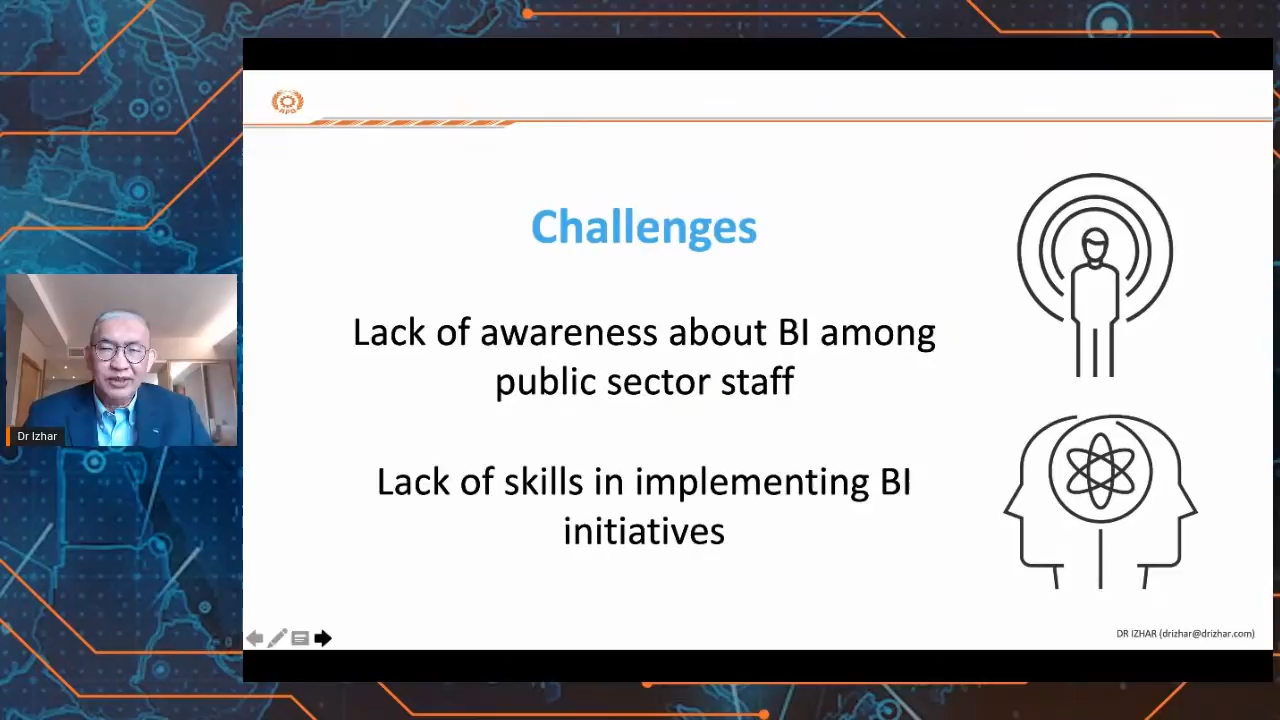 APO
Challenges
Lack of awareness about BI among
public sector staff
Lack of skills in implementing BI
initiatives
Dr Izhar
DR IZHAR (drizhar@drizhar.com)